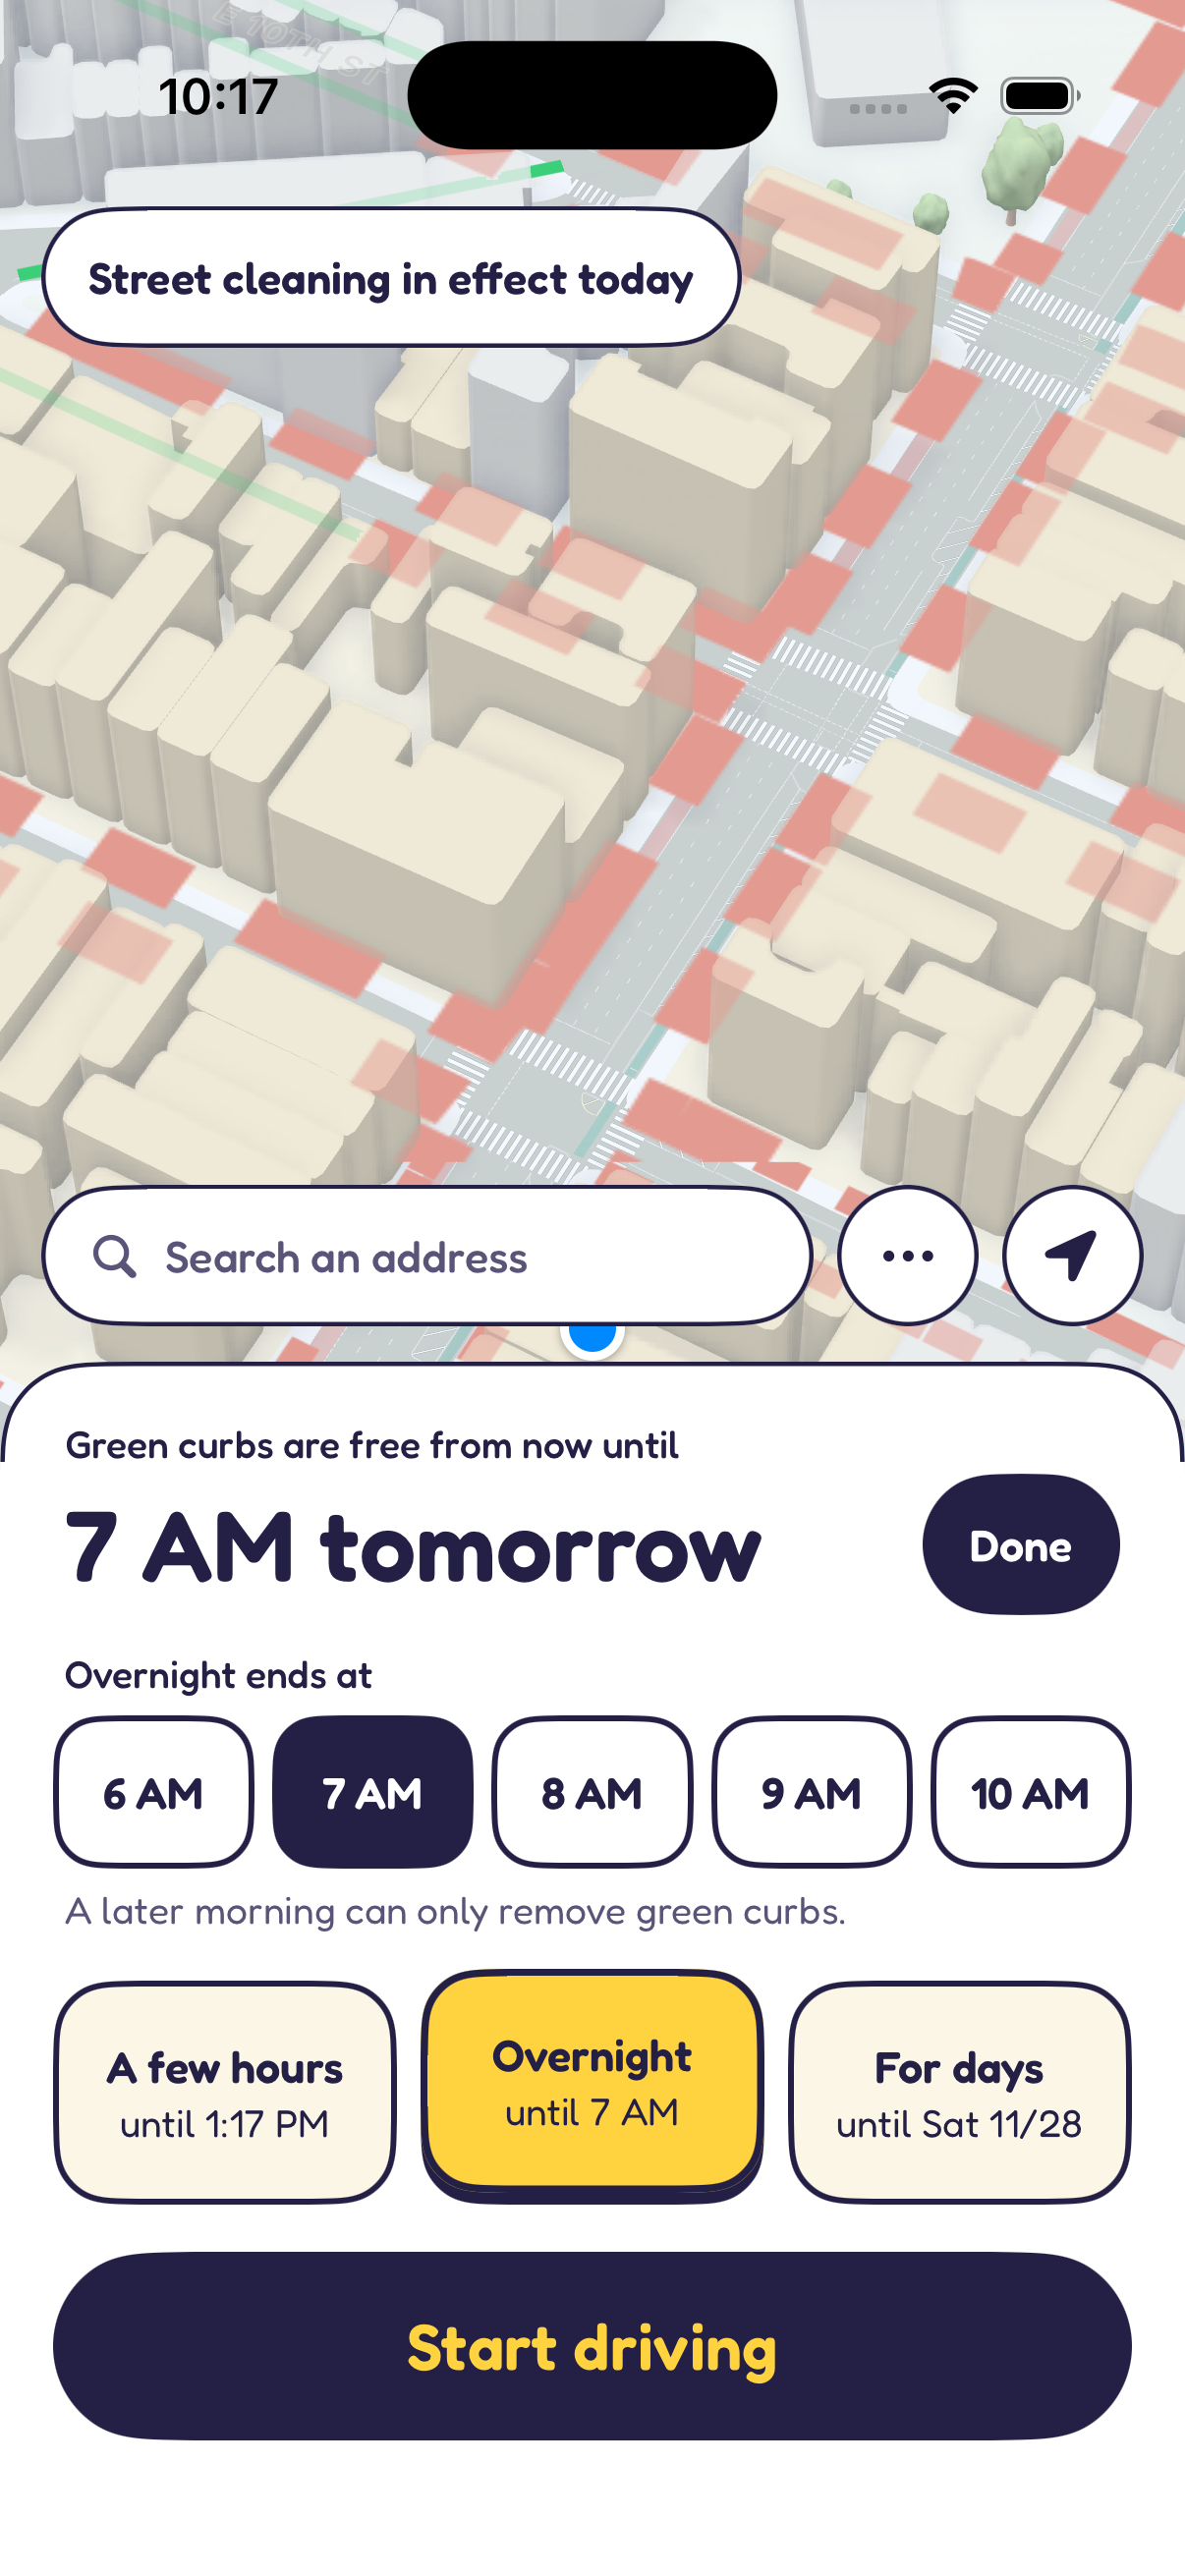 E 10TH ST
10:17
Street cleaning in effect today
Search an address
Green curbs are free from now until
7 AM tomorrow
Done
Overnight ends at
6 AM
7 AM
8 AM
9 AM
10 AM
A later morning can only remove green curbs.
A few hours
until 1:17 PM
Overnight
until 7 AM
For days
until Sat 11/28
Start driving